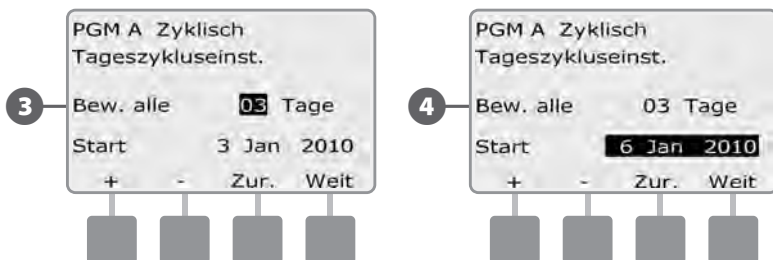 PGM A Zyklisch
Tageszykluseinst.
3
Bew. alle 03 Tage
Start 3 Jan 2010
+ - Zur. Weit
PGM A Zyklisch
Tageszykluseinst.
4
Bew. alle 03 Tage
Start 6 Jan 2010
+ - Zur. Weit